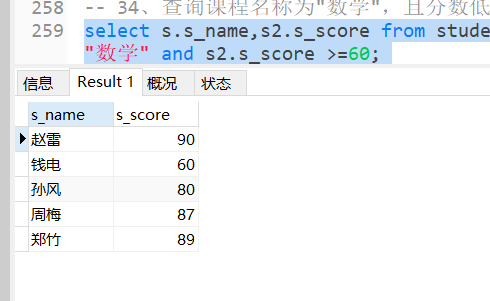 258 -- 34、查询课程名称为"数学"，且分数低
259 select s.s_name,s2.s_score from stude
"数学" and s2.s_score >=60;
信息 Result 1 概况 状态
s_name s_score
赵雷 90
钱电 60
孙风 80
周梅 87
郑竹 89